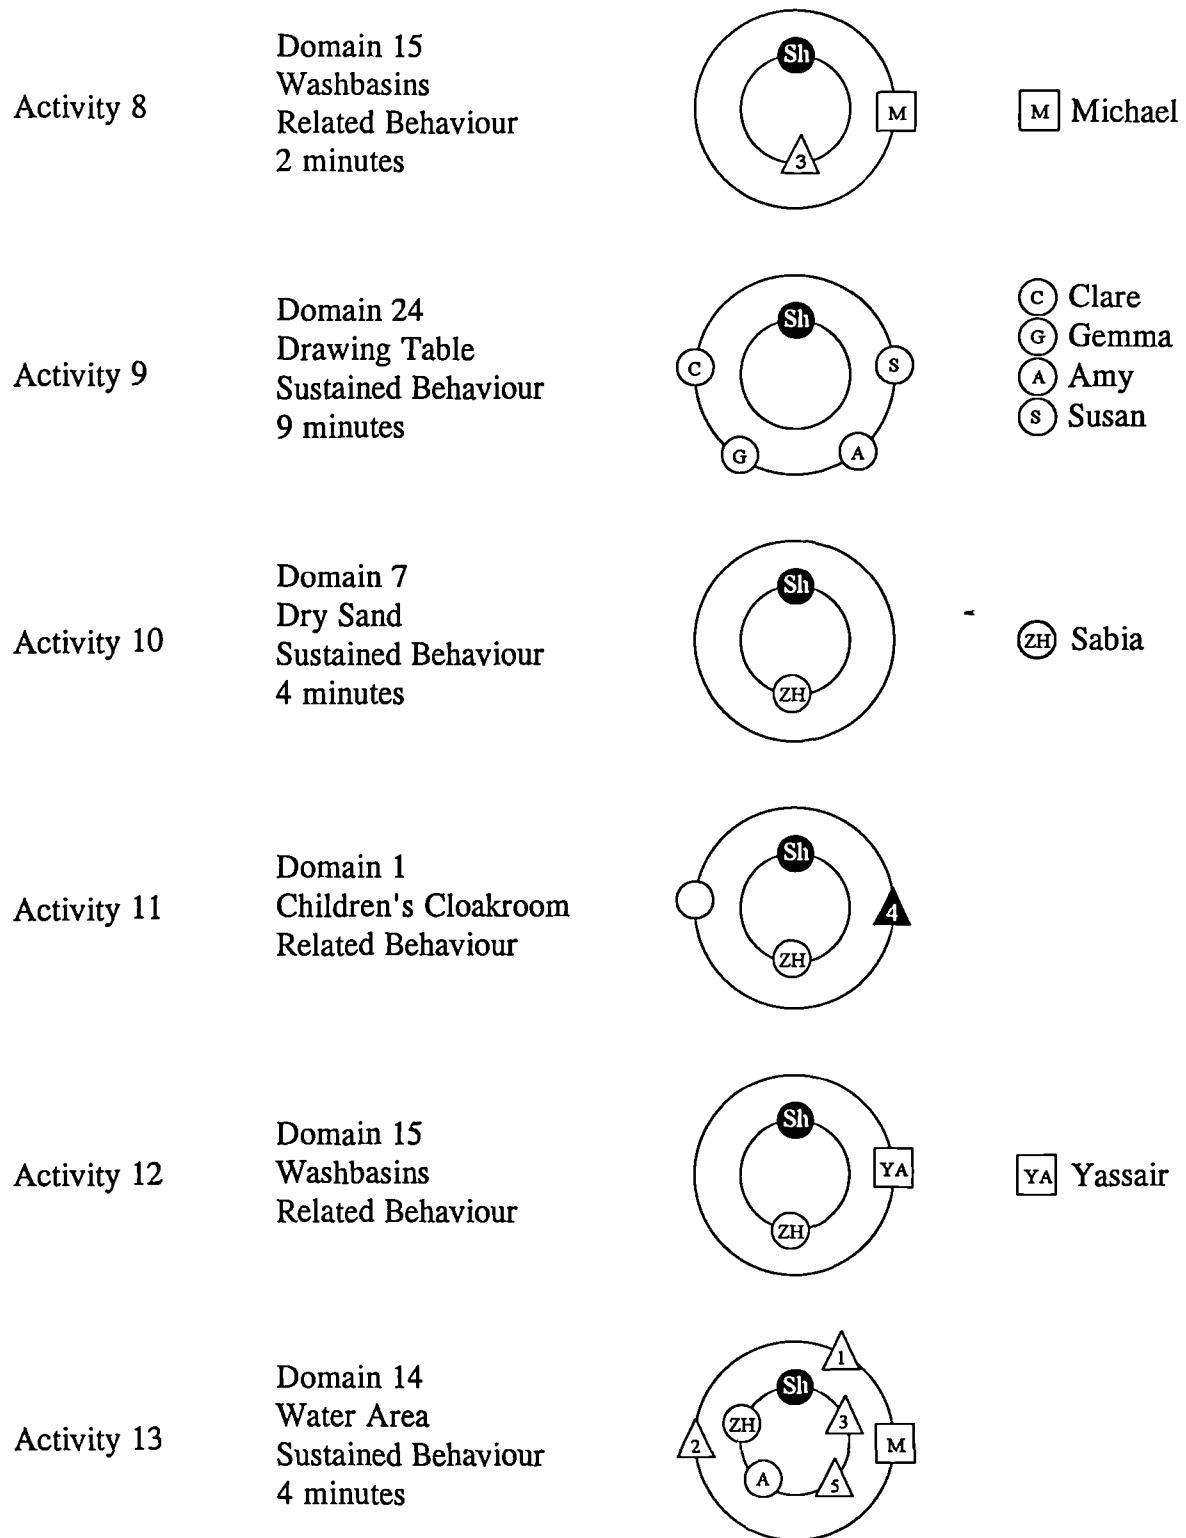 Activity 8
Domain 15
Washbasins
Related Behaviour
2 minutes
Sh
M
3
M Michael
Activity 9
Domain 24
Drawing Table
Sustained Behaviour
9 minutes
Sh
C
S
G
A
C Clare
G Gemma
A Amy
S Susan
Activity 10
Domain 7
Dry Sand
Sustained Behaviour
4 minutes
Sh
ZH
ZH Sabia
Activity 11
Domain 1
Children's Cloakroom
Related Behaviour
Sh
4
ZH
Activity 12
Domain 15
Washbasins
Related Behaviour
Sh
YA
ZH
YA Yassair
Activity 13
Domain 14
Water Area
Sustained Behaviour
4 minutes
1
Sh
ZH
3
2
M
A
5